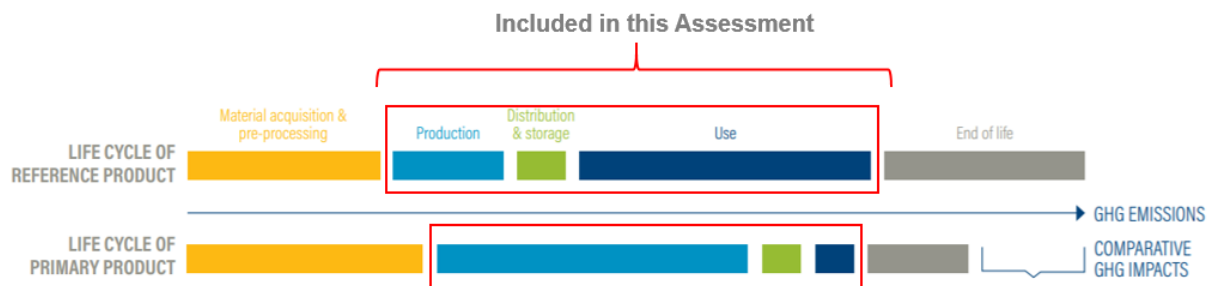 Included in this Assessment
Material acquisition &
pre-processing
Production
Distribution
& storage
Use
End of life
LIFE CYCLE OF
REFERENCE PRODUCT
GHG EMISSIONS
LIFE CYCLE OF
PRIMARY PRODUCT
COMPARATIVE
GHG IMPACTS